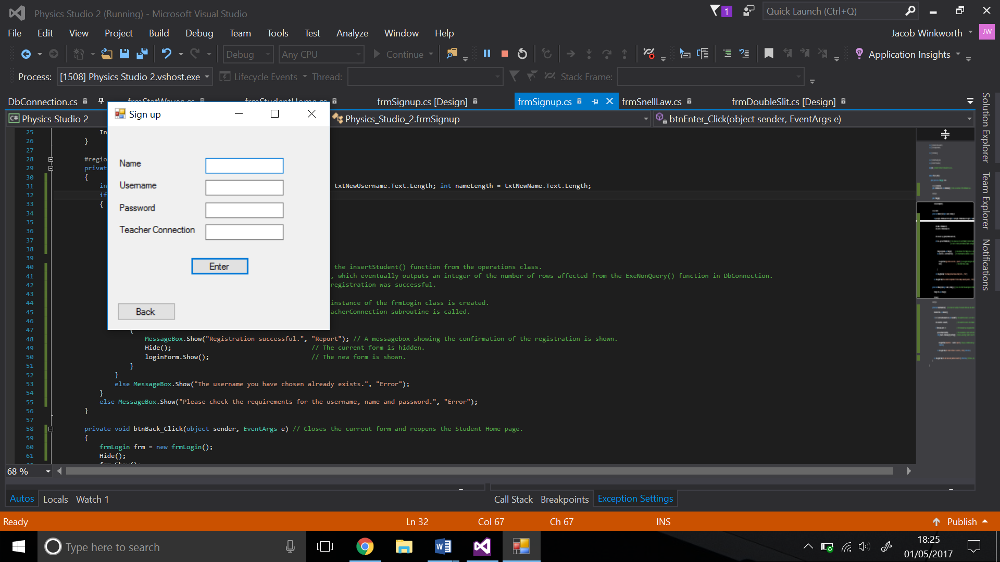 Physics Studio 2 (Running) - Microsoft Visual Studio
1
Quick Launch (Ctrl+Q)
File Edit View Project Build Debug Team Tools Test Analyze Window Help
Jacob Winkworth JW
Debug Any CPU Continue Application Insights
Process: [1508] Physics Studio 2.vshost.exe Lifecycle Events Thread: Stack Frame:
DbConnection.cs frmStatWaves.cs frmStudentHome.cs frmSignup.cs [Design] frmSignup.cs frmSnellLaw.cs frmDoubleSlit.cs [Design]
C# Physics Studio 2 Physics_Studio_2.frmSignup btnEnter_Click(object sender, EventArgs e)
Sign up
Name
Username
Password
Teacher Connection
Enter
Back
25 In
26 }
27
28 #regio
29 privat
30 {
31 in txtNewUsername.Text.Length; int nameLength = txtNewName.Text.Length;
32 if
33 {
34
35
36
37
38
39
40 the insertStudent() function from the operations class.
41 , which eventually outputs an integer of the number of rows affected from the ExeNonQuery() function in DbConnection.
42 registration was successful.
43
44 instance of the frmLogin class is created.
45 acherConnection subroutine is called.
46
47 {
48 MessageBox.Show("Registration successful.", "Report"); // A messagebox showing the confirmation of the registration is shown.
49 Hide(); // The current form is hidden.
50 loginForm.Show(); // The new form is shown.
51 }
52 }
53 else MessageBox.Show("The username you have chosen already exists.", "Error");
54 }
55 else MessageBox.Show("Please check the requirements for the username, name and password.", "Error");
56 }
57
58 private void btnBack_Click(object sender, EventArgs e) // Closes the current form and reopens the Student Home page.
59 {
60 frmLogin frm = new frmLogin();
61 Hide();
62 frm.Show();
Solution Explorer
Team Explorer
Notifications
68 %
Autos Locals Watch 1
Call Stack Breakpoints Exception Settings
Ready Ln 32 Col 67 Ch 67 INS Publish
Type here to search
18:25
01/05/2017